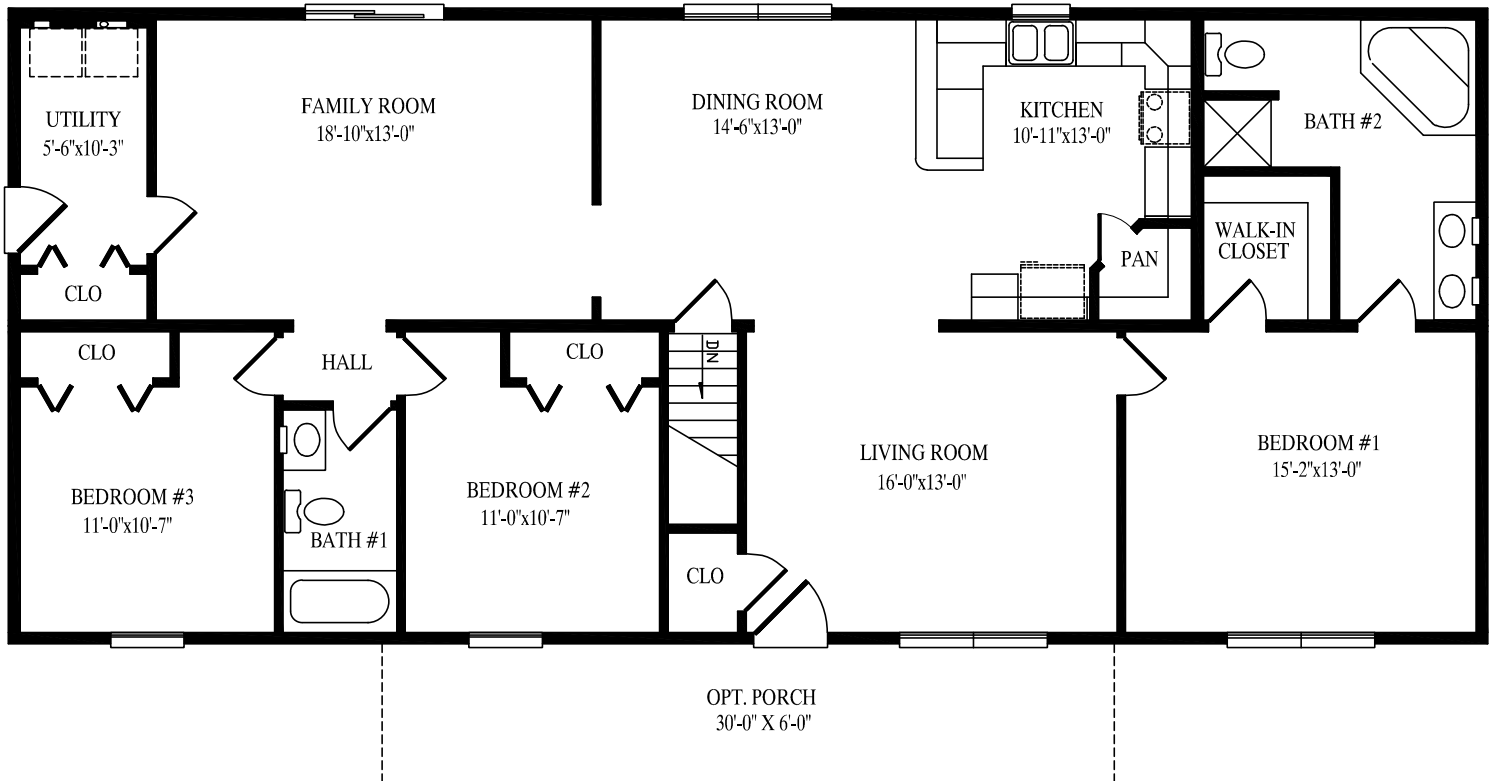 UTILITY
5'-6"x10'-3"
FAMILY ROOM
18'-10"x13'-0"
DINING ROOM
14'-6"x13'-0"
KITCHEN
10'-11"x13'-0"
BATH #2
WALK-IN
CLOSET
PAN
CLO
CLO
HALL
CLO
DN
BEDROOM #3
11'-0"x10'-7"
BATH #1
BEDROOM #2
11'-0"x10'-7"
CLO
LIVING ROOM
16'-0"x13'-0"
BEDROOM #1
15'-2"x13'-0"
OPT. PORCH
30'-0" X 6'-0"